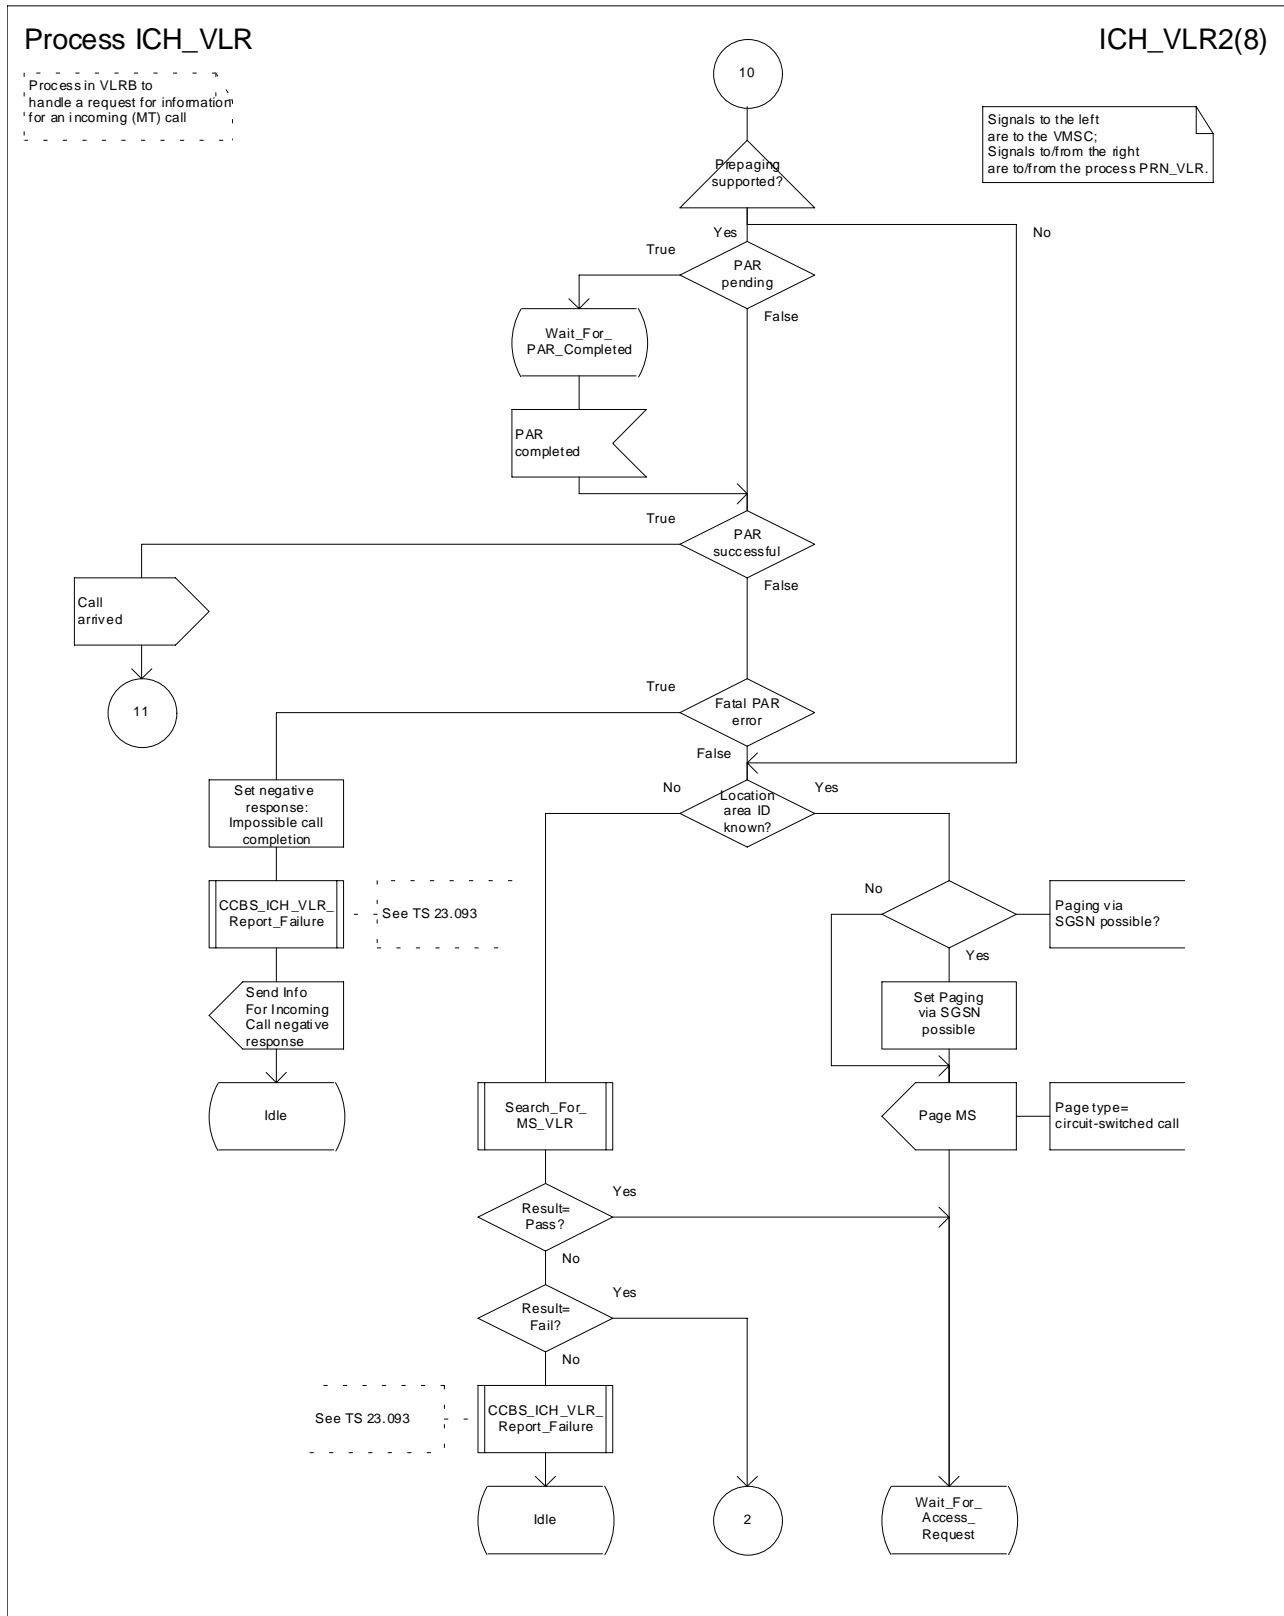 Process ICH_VLR
ICH_VLR2(8)
Process in VLRB to
handle a request for information
for an incoming (MT) call
10
Signals to the left
are to the VMSC;
Signals to/from the right
are to/from the process PRN_VLR.
Prepaging
supported?
Yes
No
True
PAR
pending
False
Wait_For_
PAR_Completed
PAR
completed
True
PAR
successful
False
Call
arrived
11
True
Fatal PAR
error
False
No
Location
area ID
known?
Yes
Set negative
response:
Impossible call
completion
No
Paging via
SGSN possible?
Yes
CCBS_ICH_VLR_
Report_Failure
See TS 23.093
Set Paging
via SGSN
possible
Send Info
For Incoming
Call negative
response
Idle
Search_For_
MS_VLR
Page MS
Page type=
circuit-switched call
Result=
Pass?
Yes
No
Result=
Fail?
Yes
No
See TS 23.093
CCBS_ICH_VLR_
Report_Failure
Idle
2
Wait_For_
Access_
Request